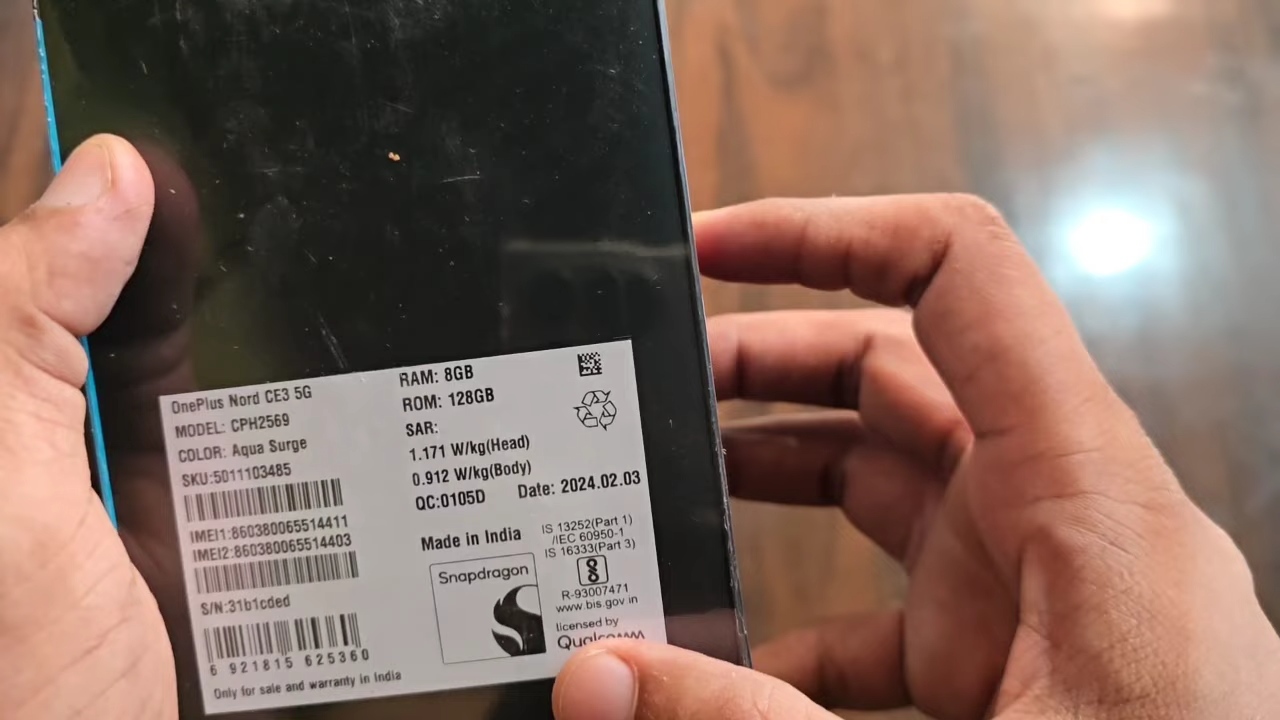 OnePlus Nord CE3 5G
MODEL: CPH2569
COLOR: Aqua Surge
SKU:5011103485
IMEI1:860380065514411
IMEI2:860380065514403
S/N:31b1cded
6 921815 625360
Only for sale and warranty in India
RAM: 8GB
ROM: 128GB
SAR:
1.171 W/kg(Head)
0.912 W/kg(Body)
QC:0105D
Date: 2024.02.03
Made in India
Snapdragon
IS 13252(Part 1)
/IEC 60950-1
IS 16333(Part 3)
R-93007471
www.bis.gov in
licensed by
Qualcomm